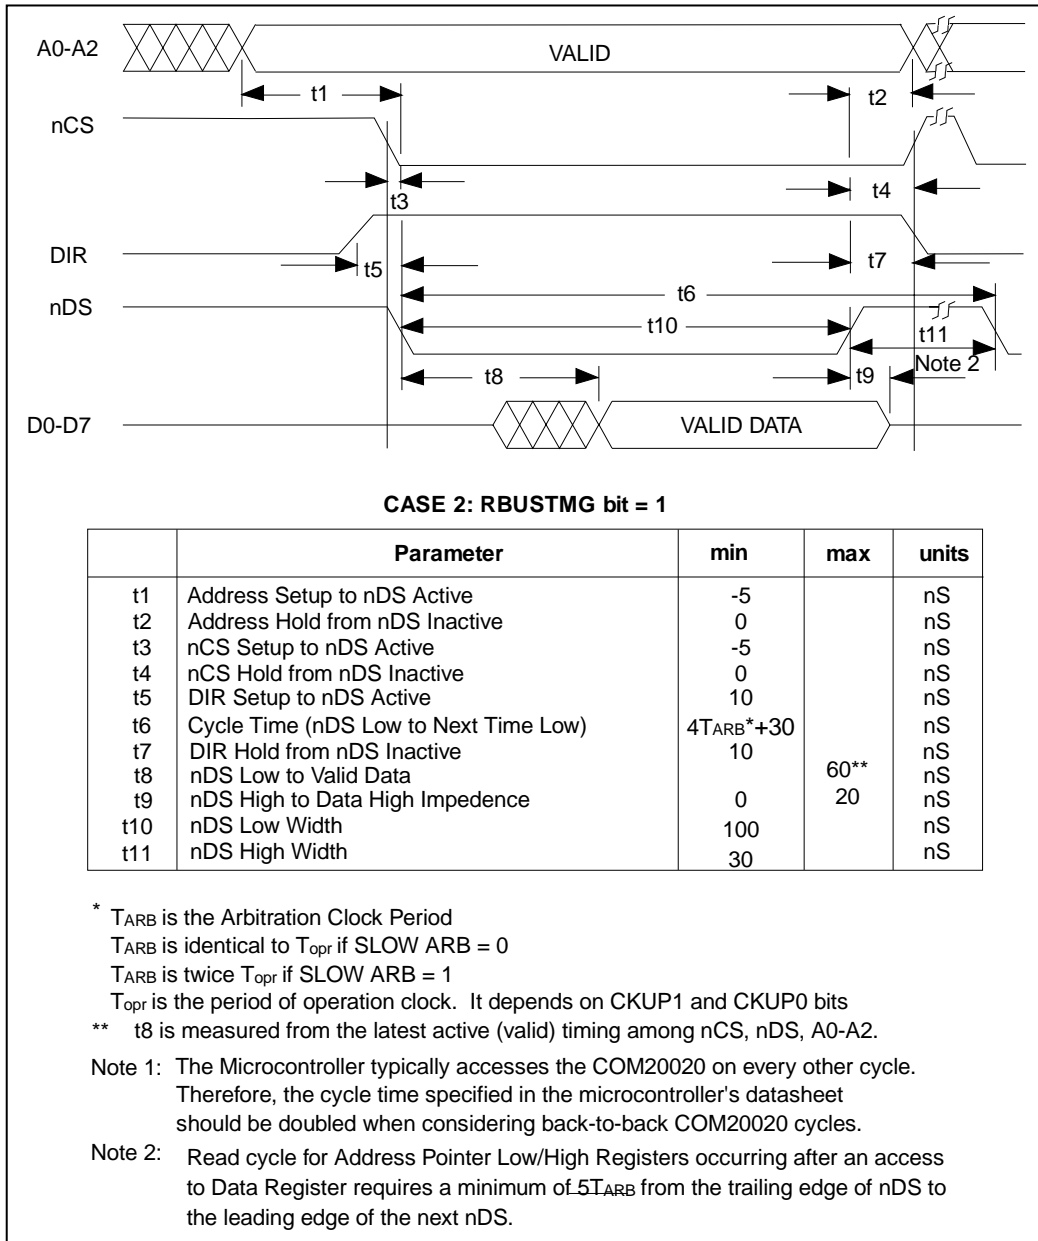 A0-A2
VALID
t1
t2
nCS
t3
t4
DIR
t5
t7
nDS
t6
t10
t11
Note 2
t8
t9
D0-D7
VALID DATA
CASE 2: RBUSTMG bit = 1
Parameter min max units
t1 Address Setup to nDS Active -5 nS
t2 Address Hold from nDS Inactive 0 nS
t3 nCS Setup to nDS Active -5 nS
t4 nCS Hold from nDS Inactive 0 nS
t5 DIR Setup to nDS Active 10 nS
t6 Cycle Time (nDS Low to Next Time Low) 4TARB*+30 nS
t7 DIR Hold from nDS Inactive 10 nS
t8 nDS Low to Valid Data 60** nS
t9 nDS High to Data High Impedence 0 20 nS
t10 nDS Low Width 100 nS
t11 nDS High Width 30 nS
* TARB is the Arbitration Clock Period
TARB is identical to Topr if SLOW ARB = 0
TARB is twice Topr if SLOW ARB = 1
Topr is the period of operation clock. It depends on CKUP1 and CKUP0 bits
** t8 is measured from the latest active (valid) timing among nCS, nDS, A0-A2.
Note 1: The Microcontroller typically accesses the COM20020 on every other cycle.
Therefore, the cycle time specified in the microcontroller's datasheet
should be doubled when considering back-to-back COM20020 cycles.
Note 2: Read cycle for Address Pointer Low/High Registers occurring after an access
to Data Register requires a minimum of 5TARB from the trailing edge of nDS to
the leading edge of the next nDS.